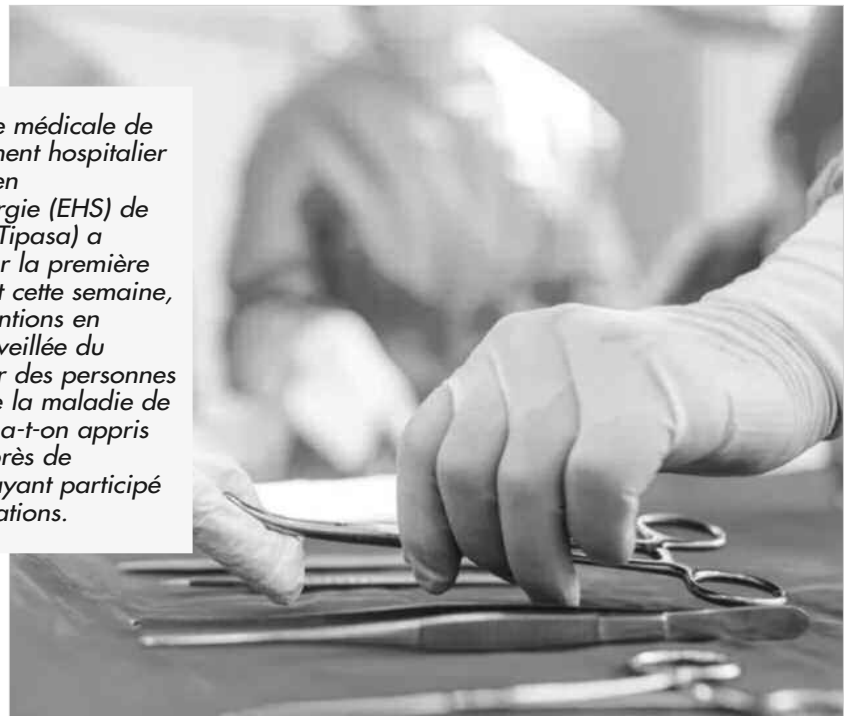 e médicale de
ment hospitalier
en
rgie (EHS) de
Tipasa) a
r la première
t cette semaine,
ntions en
veillée du
r des personnes
e la maladie de
a-t-on appris
près de
yant participé
ations.